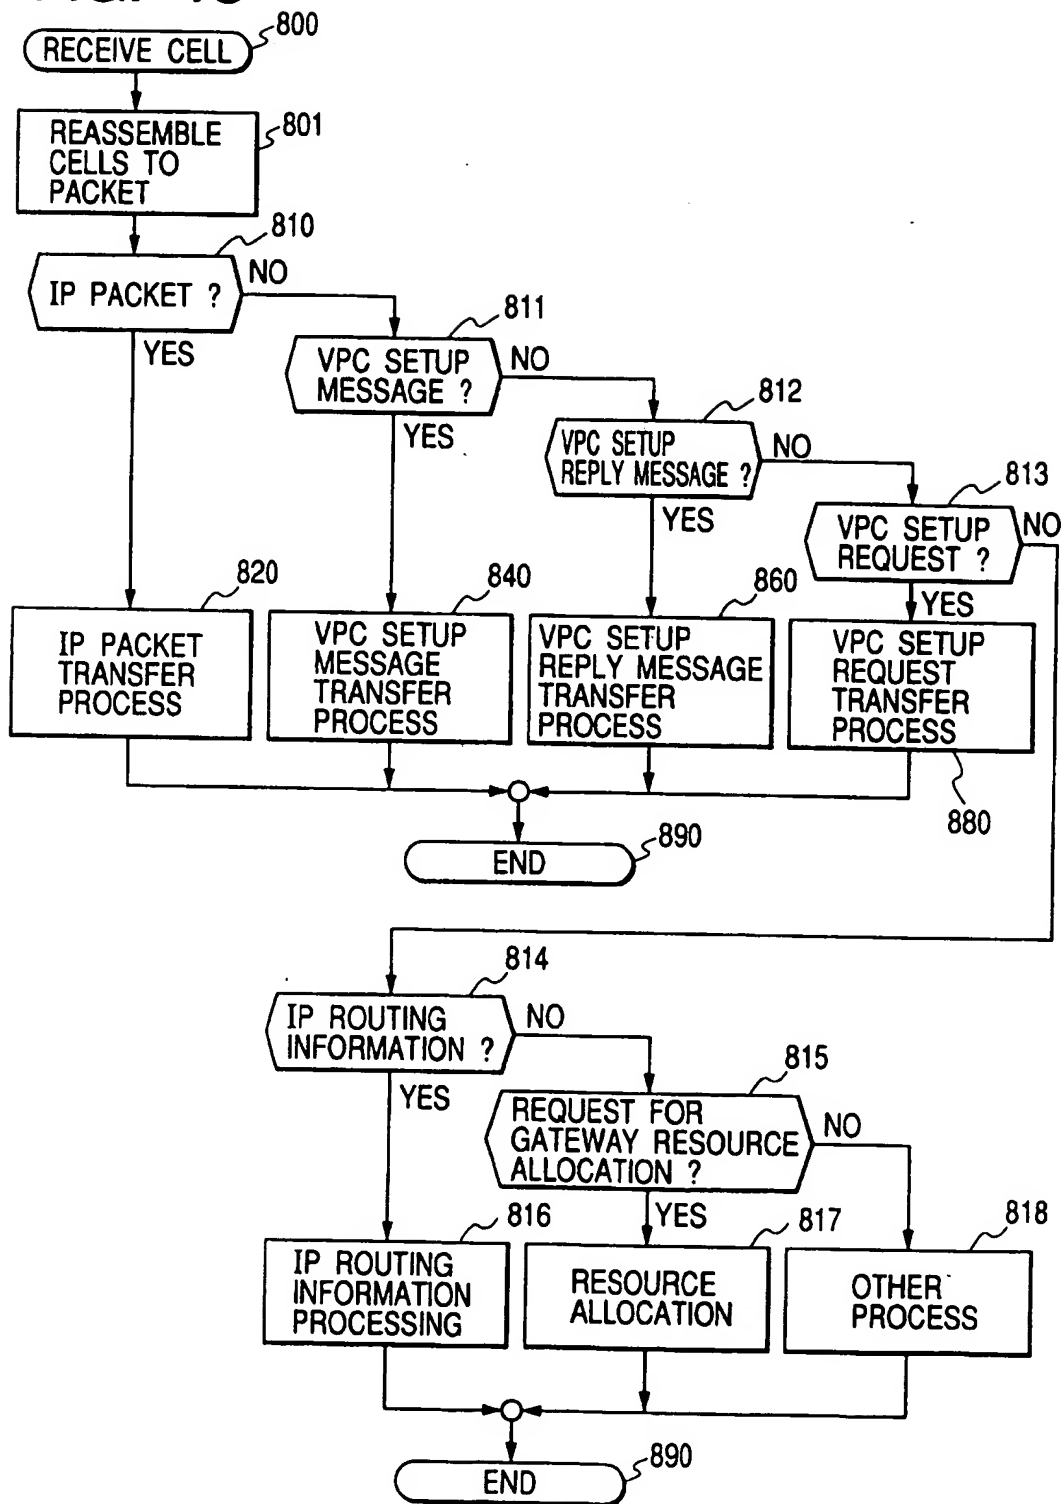 800
RECEIVE CELL
801
REASSEMBLE
CELLS TO
PACKET
810
IP PACKET ?
NO
YES
811
VPC SETUP
MESSAGE ?
NO
YES
812
VPC SETUP
REPLY MESSAGE ?
NO
YES
813
VPC SETUP
REQUEST ?
NO
YES
820
IP PACKET
TRANSFER
PROCESS
840
VPC SETUP
MESSAGE
TRANSFER
PROCESS
860
VPC SETUP
REPLY MESSAGE
TRANSFER
PROCESS
VPC SETUP
REQUEST
TRANSFER
PROCESS
880
890
END
814
IP ROUTING
INFORMATION ?
NO
YES
815
REQUEST FOR
GATEWAY RESOURCE
ALLOCATION ?
NO
YES
816
IP ROUTING
INFORMATION
PROCESSING
817
RESOURCE
ALLOCATION
818
OTHER
PROCESS
890
END